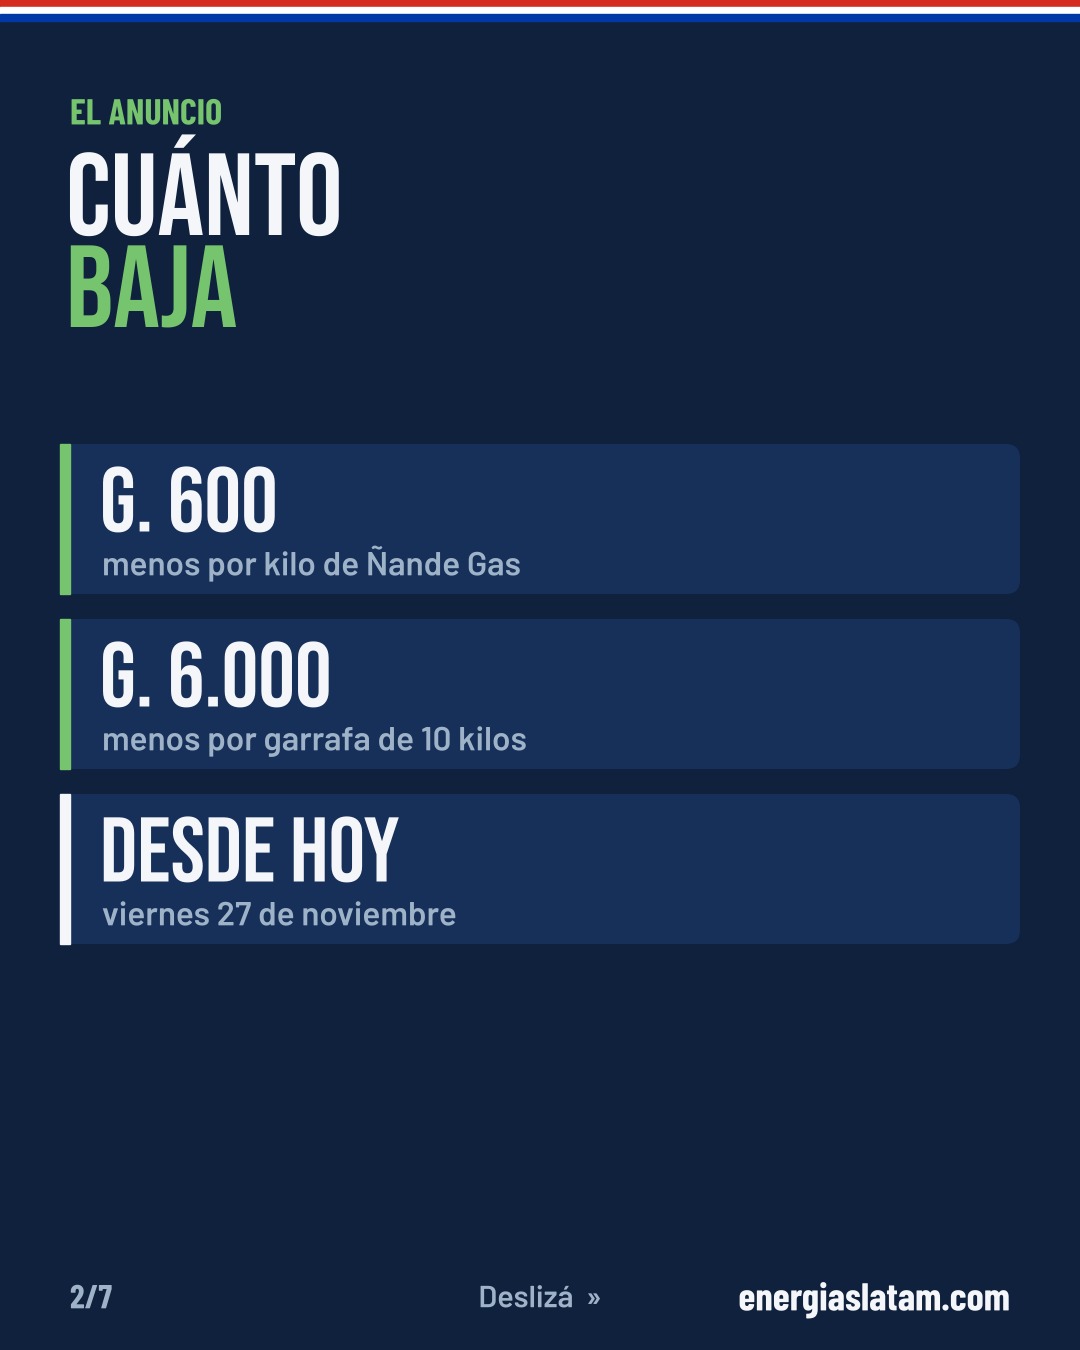 EL ANUNCIO
CUÁNTO
BAJA
G. 600
menos por kilo de Ñande Gas
G. 6.000
menos por garrafa de 10 kilos
DESDE HOY
viernes 27 de noviembre
2/7
Deslizá »
energiaslatam.com